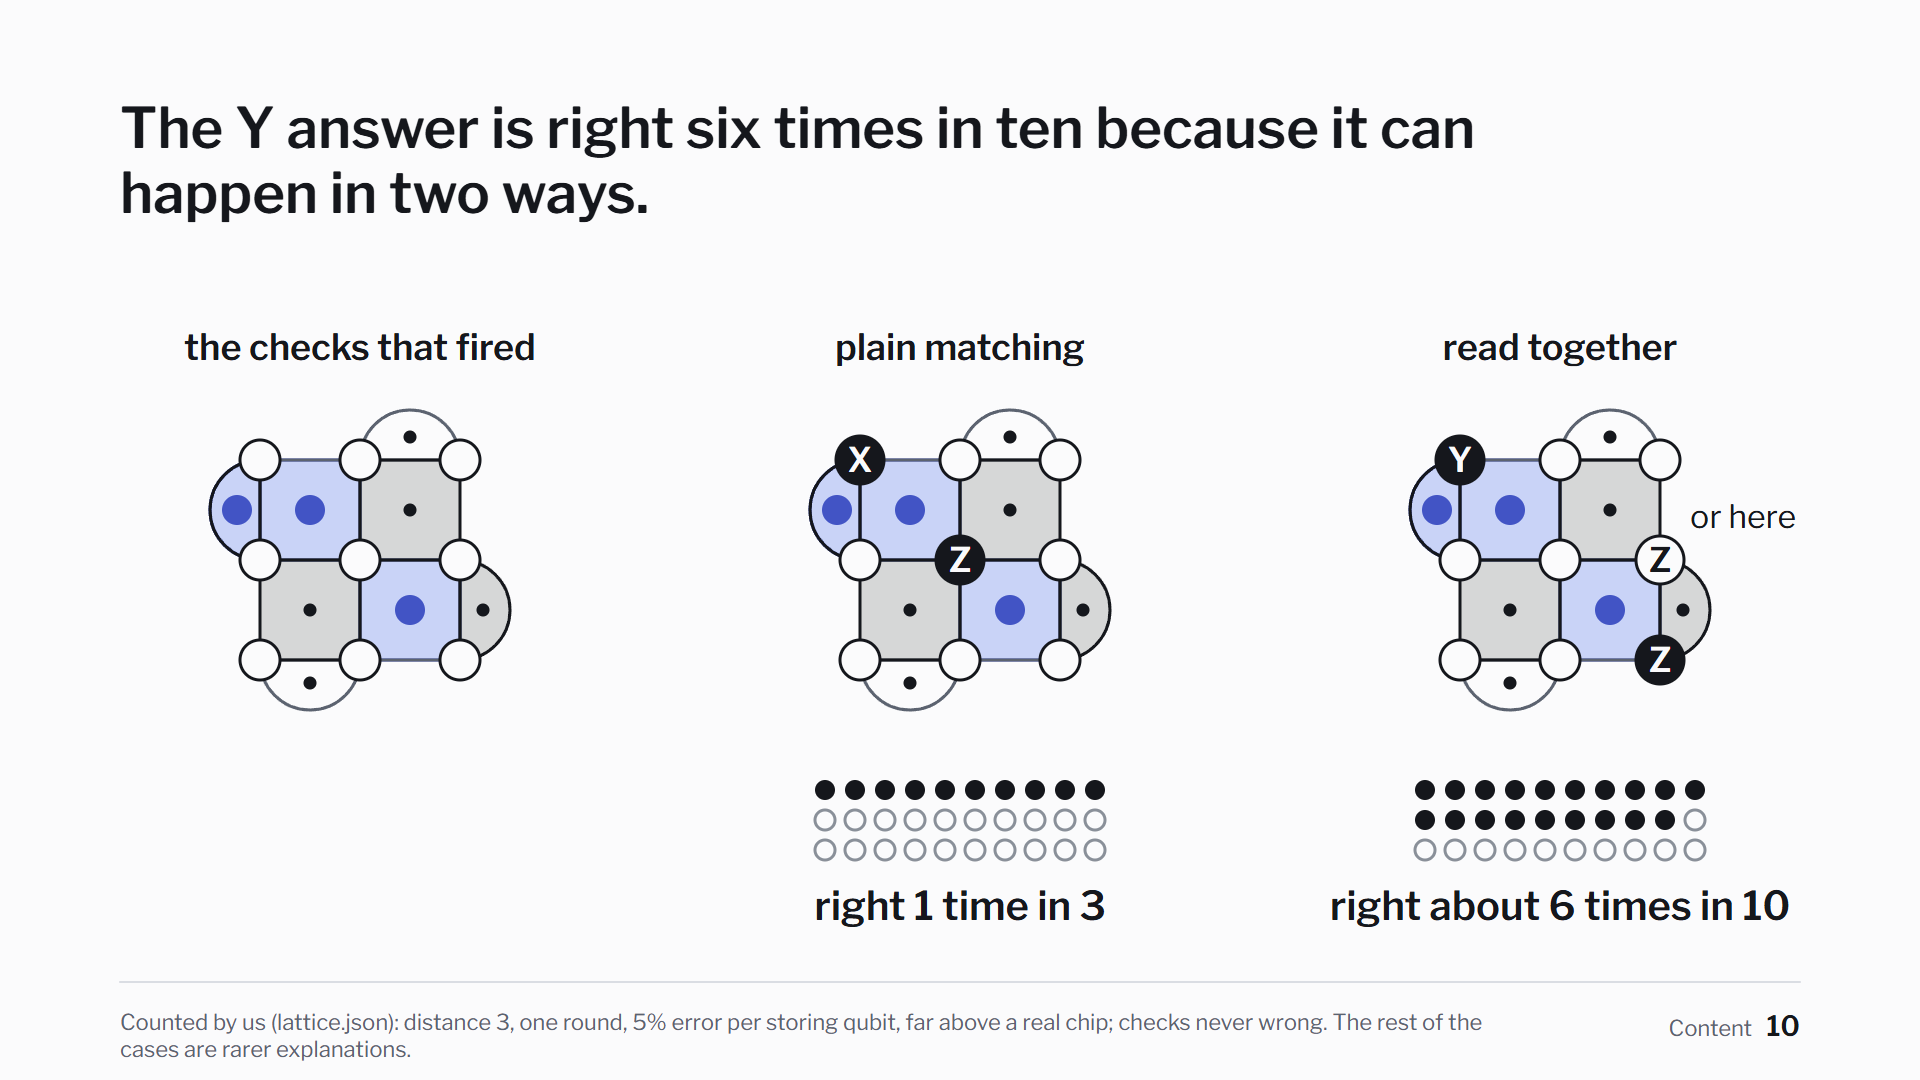 The Y answer is right six times in ten because it can
happen in two ways.
the checks that fired
plain matching
read together
X
Z
Y
or here
Z
Z
right 1 time in 3
right about 6 times in 10
Counted by us (lattice.json): distance 3, one round, 5% error per storing qubit, far above a real chip; checks never wrong. The rest of the
cases are rarer explanations.
Content 10